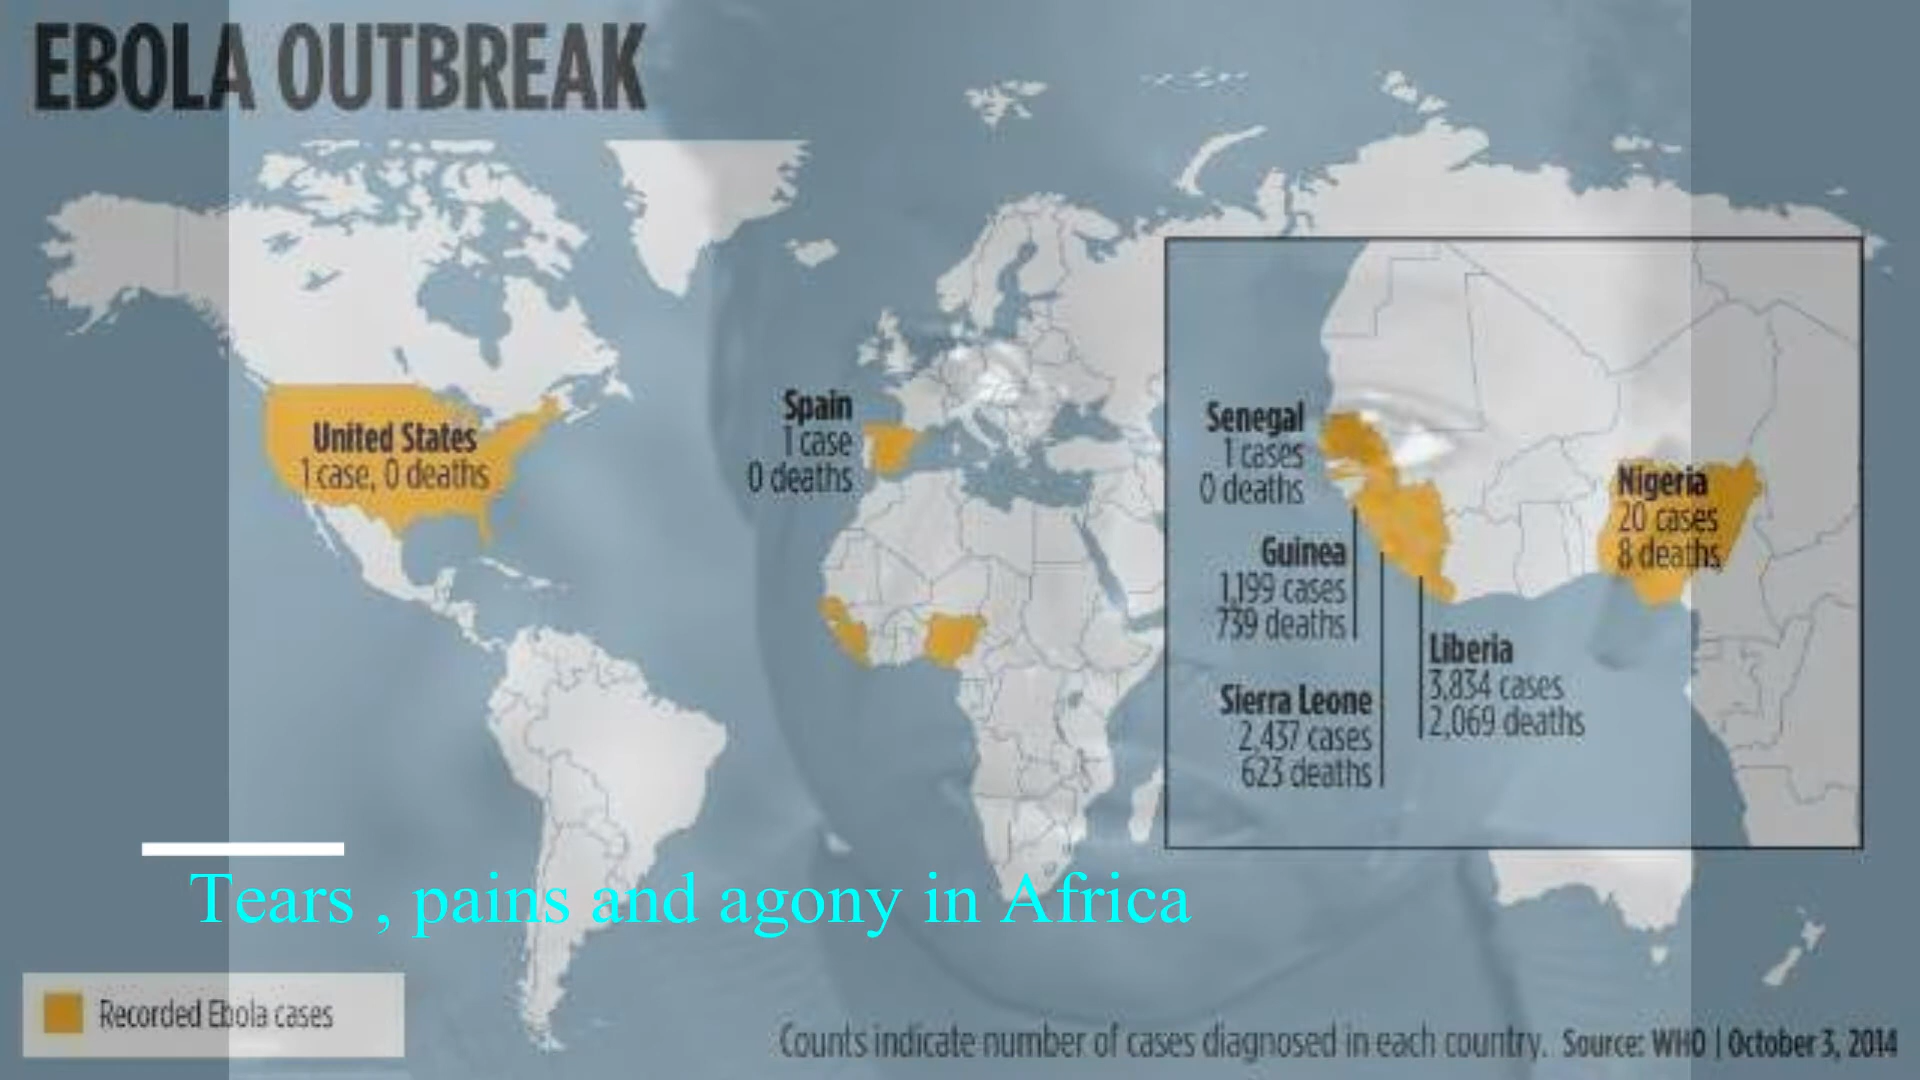 EBOLA OUTBREAK
United States
1 case, 0 deaths
Spain
1 case
0 deaths
Senegal
1 cases
0 deaths
Guinea
1,199 cases
739 deaths
Sierra Leone
2,437 cases
623 deaths
Liberia
3,834 cases
2,069 deaths
Nigeria
20 cases
8 deaths
Tears , pains and agony in Africa
Recorded Ebola cases
Counts indicate number of cases diagnosed in each country. Source: WHO | October 3, 2014